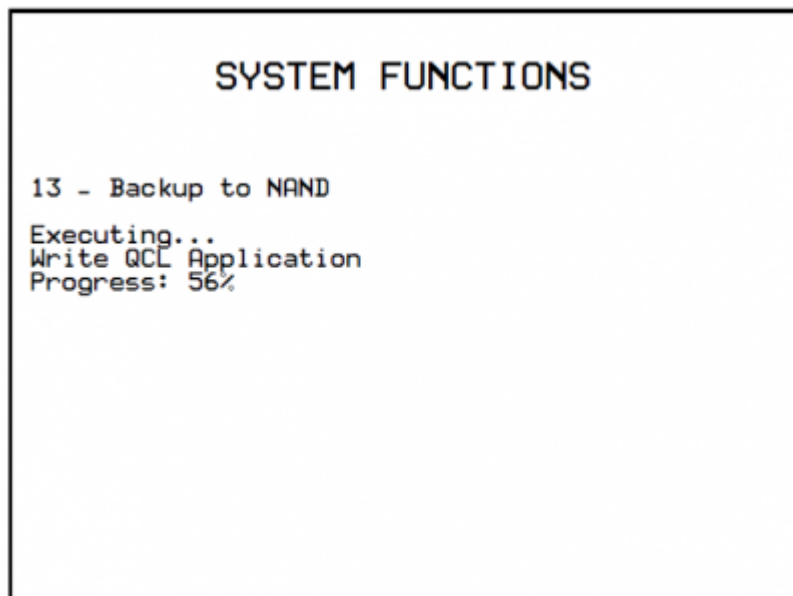 SYSTEM FUNCTIONS
13 - Backup to NAND
Executing...
Write QCL Application
Progress: 56%